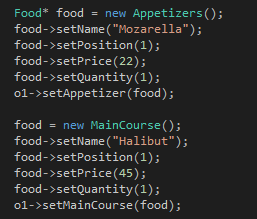 Food* food = new Appetizers();
food->setName("Mozarella");
food->setPosition(1);
food->setPrice(22);
food->setQuantity(1);
o1->setAppetizer(food);

food = new MainCourse();
food->setName("Halibut");
food->setPosition(1);
food->setPrice(45);
food->setQuantity(1);
o1->setMainCourse(food);